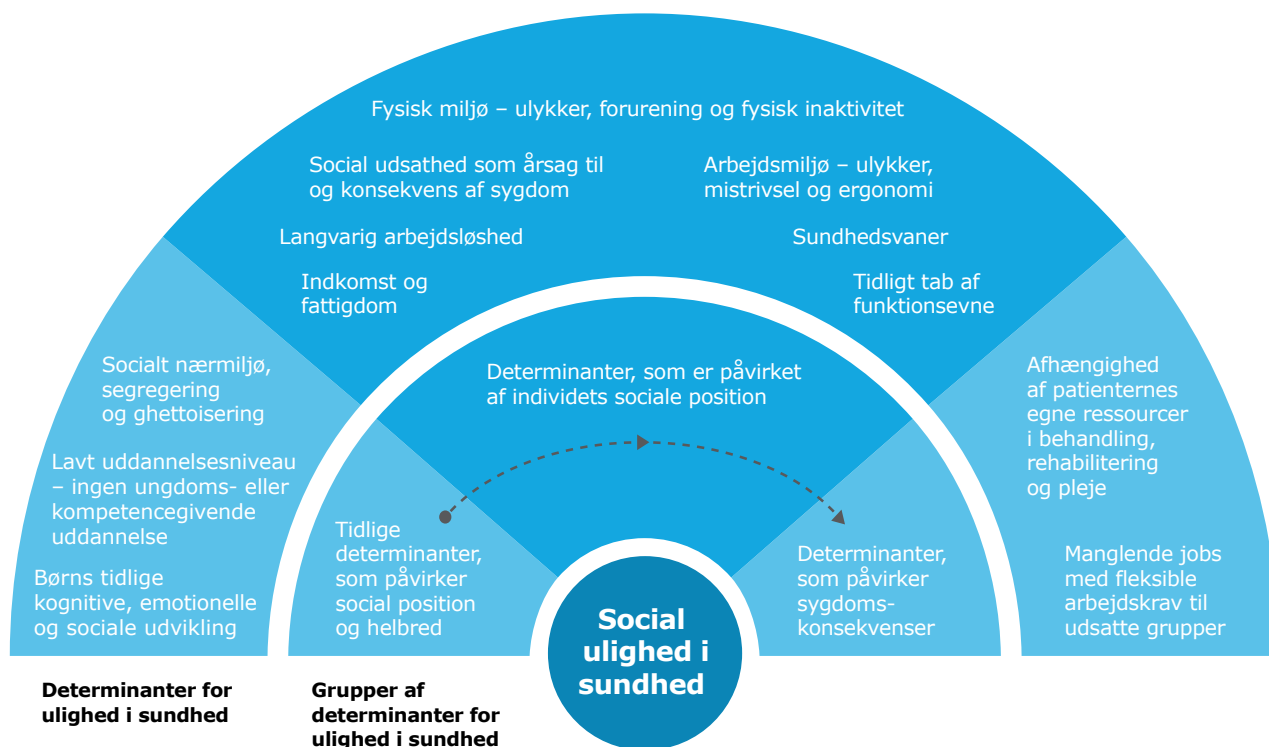 Fysisk miljø – ulykker, forurening og fysisk inaktivitet
Social udsathed som årsag til
og konsekvens af sygdom
Arbejdsmiljø – ulykker,
mistrivsel og ergonomi
Langvarig arbejdsløshed
Sundhedsvaner
Indkomst og
fattigdom
Tidligt tab af
funktionsevne
Socialt nærmiljø,
segregering
og ghettoisering
Lavt uddannelsesniveau
– ingen ungdoms- eller
kompetencegivende
uddannelse
Børns tidlige
kognitive, emotionelle
og sociale udvikling
Determinanter, som er påvirket
af individets sociale position
Tidlige
determinanter,
som påvirker
social position
og helbred
Determinanter,
som påvirker
sygdoms-
konsekvenser
Afhængighed
af patienternes
egne ressourcer
i behandling,
rehabilitering
og pleje
Manglende jobs
med fleksible
arbejdskrav til
udsatte grupper
Social
ulighed i
sundhed
Determinanter for
ulighed i sundhed
Grupper af
determinanter for
ulighed i sundhed